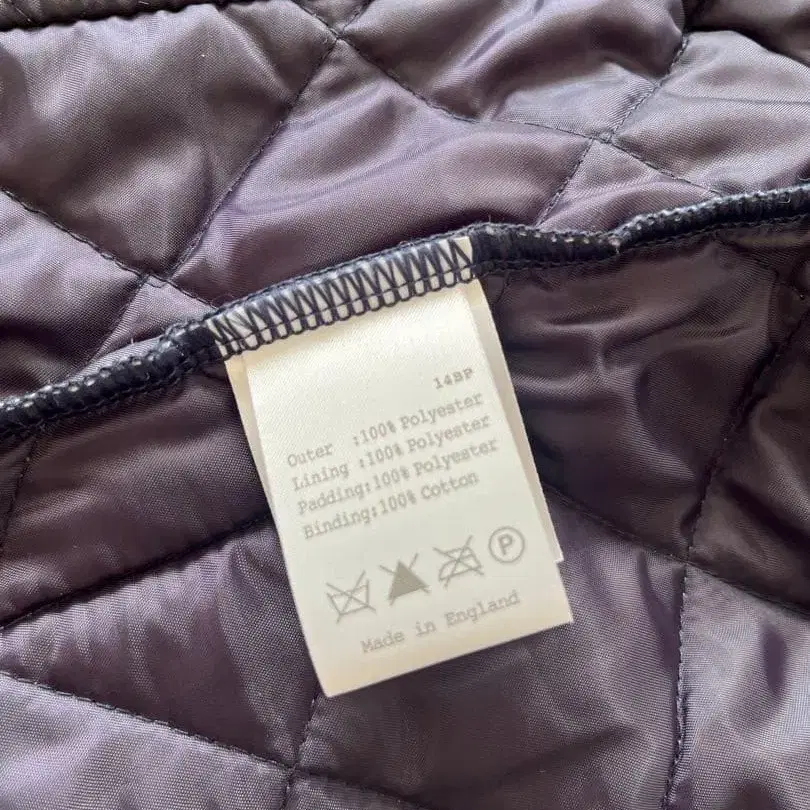 14BP
Outer :100% Polyester
Lining :100% Polyester
Padding:100% Polyester
Binding:100% Cotton
P
Made in England